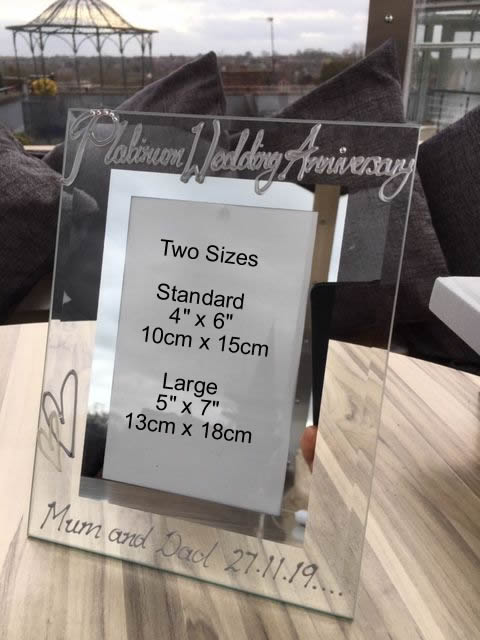 Platinum Wedding Anniversary
Two Sizes
Standard
4" x 6"
10cm x 15cm
Large
5" x 7"
13cm x 18cm
Mum and Dad 27.11.19....